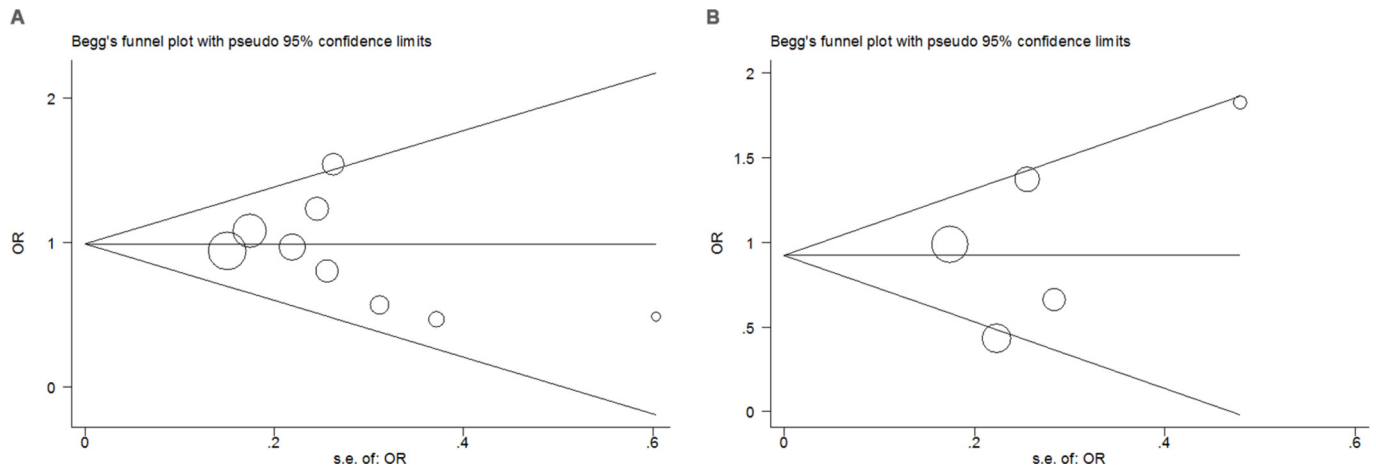 A
Begg's funnel plot with pseudo 95% confidence limits
OR
2
1
0
0
.2
.4
.6
s.e. of: OR
B
Begg's funnel plot with pseudo 95% confidence limits
OR
2
1.5
1
.5
0
0
.2
.4
.6
s.e. of: OR